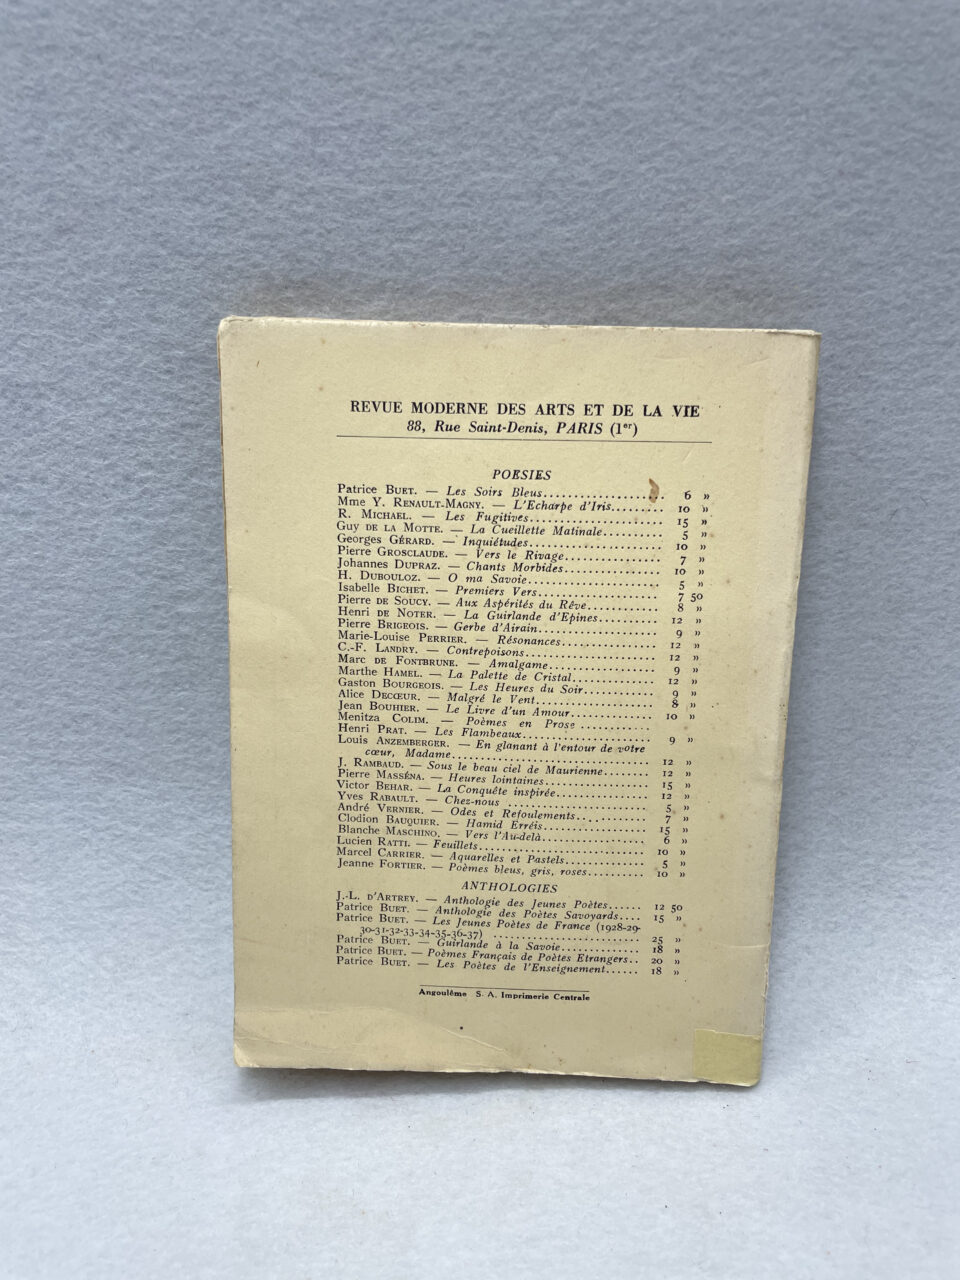 REVUE MODERNE DES ARTS ET DE LA VIE
88, Rue Saint-Denis, PARIS (1er)
POESIES
Patrice BUET. — Les Soirs Bleus.................... 6 »
Mme Y. RENAULT-MAGNY. — L'Echarpe d'Iris......... 10 »
R. MICHAEL. — Les Fugitives....................... 15 »
Guy DE LA MOTTE. — La Cueillette Matinale.......... 5 »
Georges GÉRARD. — Inquiétudes...................... 10 »
Pierre GROSCLAUDE. — Vers le Rivage................ 7 »
Johannes DUPRAZ. — Chants Morbides................. 10 »
H. DUBOULOZ. — O ma Savoie......................... 5 »
Isabelle BICHET. — Premiers Vers................... 7 50
Pierre DE SOUCY. — Aux Aspérités du Rêve........... 8 »
Henri DE NOTER. — La Guirlande d'Epines.......... 12 »
Pierre BRIGEOIS. — Gerbe d'Airain.................. 9 »
Marie-Louise PERRIER. — Résonances................ 12 »
C.-F. LANDRY. — Contrepoisons..................... 12 »
Marc DE FONTBRUNE. — Amalgame.................. 9 »
Marthe HAMEL. — La Palette de Cristal............. 12 »
Gaston BOURGEOIS. — Les Heures du Soir........... 9 »
Alice DECŒUR. — Malgré le Vent.................... 8 »
Jean BOUHIER. — Le Livre d'un Amour............. 10 »
Menitza COLIM. — Poèmes en Prose ...........
Henri PRAT. — Les Flambeaux...................... 9 »
Louis ANZEMBERGER. — En glanant à l'entour de votre
cœur, Madame............................. 12 »
J. RAMBAUD. — Sous le beau ciel de Maurienne....... 12 »
Pierre MASSÉNA. — Heures lointaines............... 15 »
Victor BEHAR. — La Conquête inspirée.............. 12 »
Yves RABAULT. — Chez-nous ...................... 5 »
André VERNIER. — Odes et Refoulements........... 7 »
Clodion BAUQUIER. — Hamid Erréis................. 15 »
Blanche MASCHINO. — Vers l'Au-delà................ 6 »
Lucien RATTI. — Feuillets......................... 10 »
Marcel CARRIER. — Aquarelles et Pastels............ 5 »
Jeanne FORTIER. — Poèmes bleus, gris, roses.......... 10 »
ANTHOLOGIES
J.-L. D'ARTREY. — Anthologie des Jeunes Poètes...... 12 50
Patrice BUET. — Anthologie des Poètes Savoyards.... 15 »
Patrice BUET. — Les Jeunes Poètes de France (1928-29-
30-31-32-33-34-35-36-37) ....................... 25 »
Patrice BUET. — Guirlande à la Savoie............. 18 »
Patrice BUET. — Poèmes Français de Poètes Etrangers.. 20 »
Patrice BUET. — Les Poètes de l'Enseignement...... 18 »
Angoulême S. A. Imprimerie Centrale